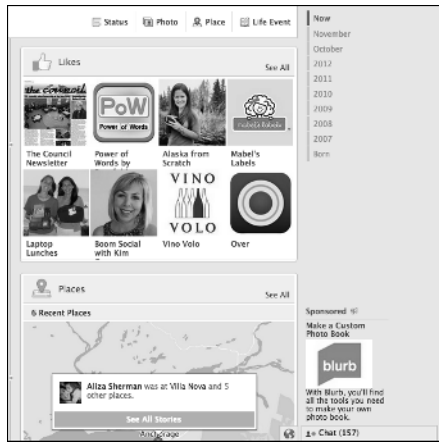 Status Photo Place Life Event
Now
November
October
2012
2011
2010
2009
2008
2007
Born
Likes See All
the council
PoW
Power of Words
mabel's labels
The Council
Newsletter
Power of
Words by
Alaska from
Scratch
Mabel's
Labels
VINO
VOLO
Laptop
Lunches
Boom Social
with Kim
Vino Volo
Over
Places See All
6 Recent Places
Aliza Sherman was at Villa Nova and 5
other places.
See All Stories
Anchorage
Sponsored
Make a Custom
Photo Book
blurb
With Blurb, you'll find
all the tools you need
to make your own
photo book.
Chat (157)